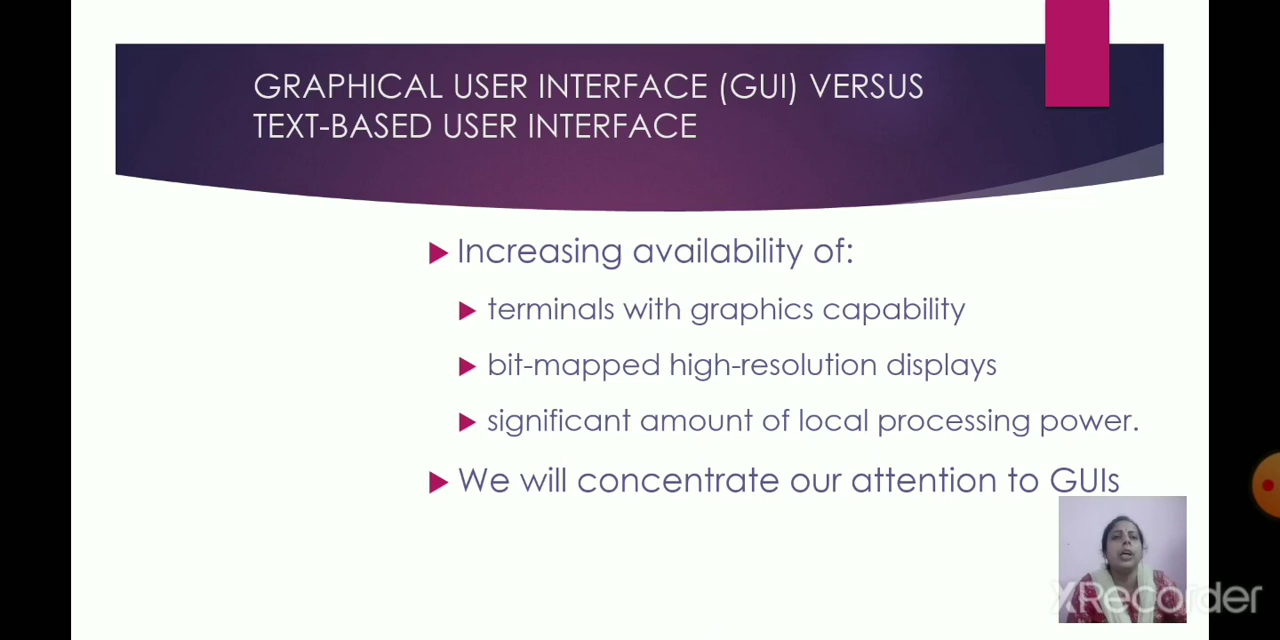 GRAPHICAL USER INTERFACE (GUI) VERSUS
TEXT-BASED USER INTERFACE
Increasing availability of:
terminals with graphics capability
bit-mapped high-resolution displays
significant amount of local processing power.
We will concentrate our attention to GUIs
XRecorder